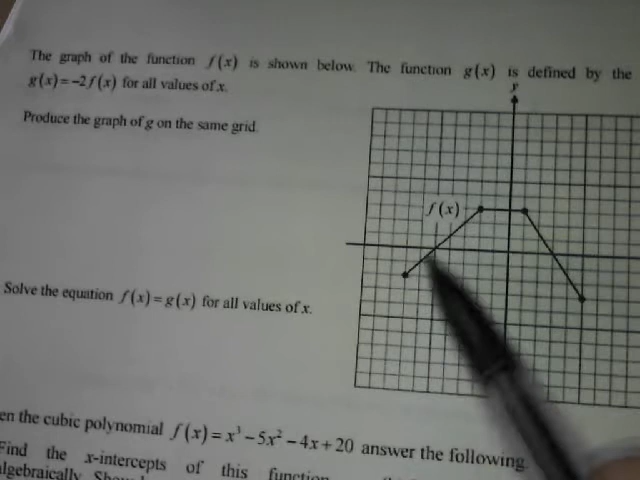 The graph of the function f(x) is shown below. The function g(x) is defined by the
g(x)=-2f(x) for all values of x.
Produce the graph of g on the same grid.
y
f(x)
Solve the equation f(x)=g(x) for all values of x.
en the cubic polynomial f(x)=x³-5x²-4x+20 answer the following.
Find the x-intercepts of this function
algebraically.